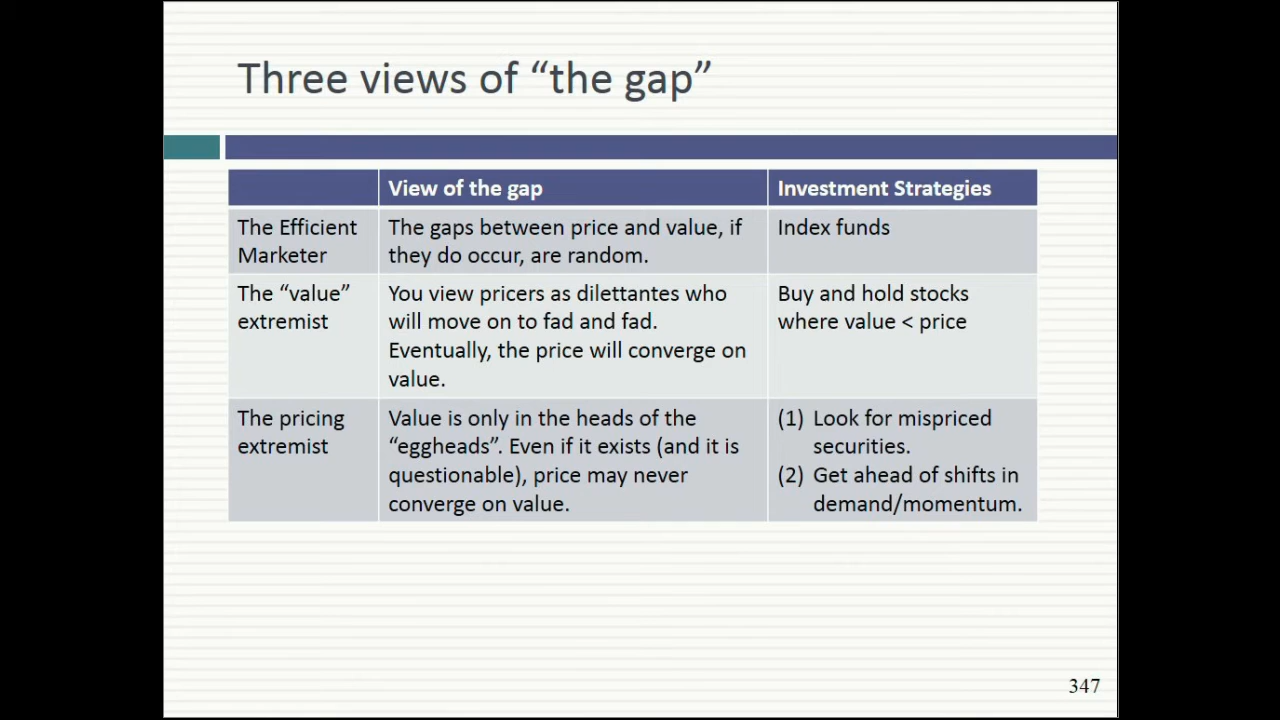 Three views of “the gap”
View of the gap
Investment Strategies
The Efficient
Marketer
The gaps between price and value, if
they do occur, are random.
Index funds
The “value”
extremist
You view pricers as dilettantes who
will move on to fad and fad.
Eventually, the price will converge on
value.
Buy and hold stocks
where value < price
The pricing
extremist
Value is only in the heads of the
“eggheads”. Even if it exists (and it is
questionable), price may never
converge on value.
(1) Look for mispriced
securities.
(2) Get ahead of shifts in
demand/momentum.
347